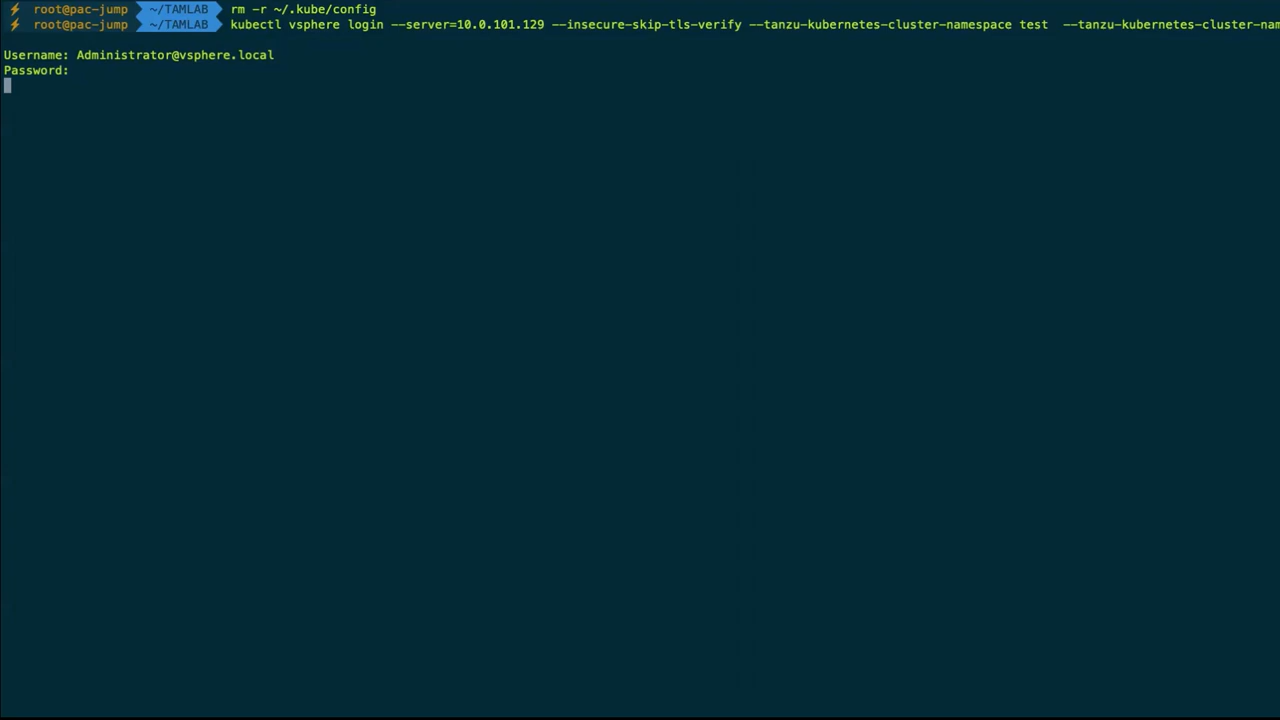 ⚡ root@pac-jump ~/TAMLAB rm -r ~/.kube/config
⚡ root@pac-jump ~/TAMLAB kubectl vsphere login --server=10.0.101.129 --insecure-skip-tls-verify --tanzu-kubernetes-cluster-namespace test --tanzu-kubernetes-cluster-na
Username: Administrator@vsphere.local
Password: